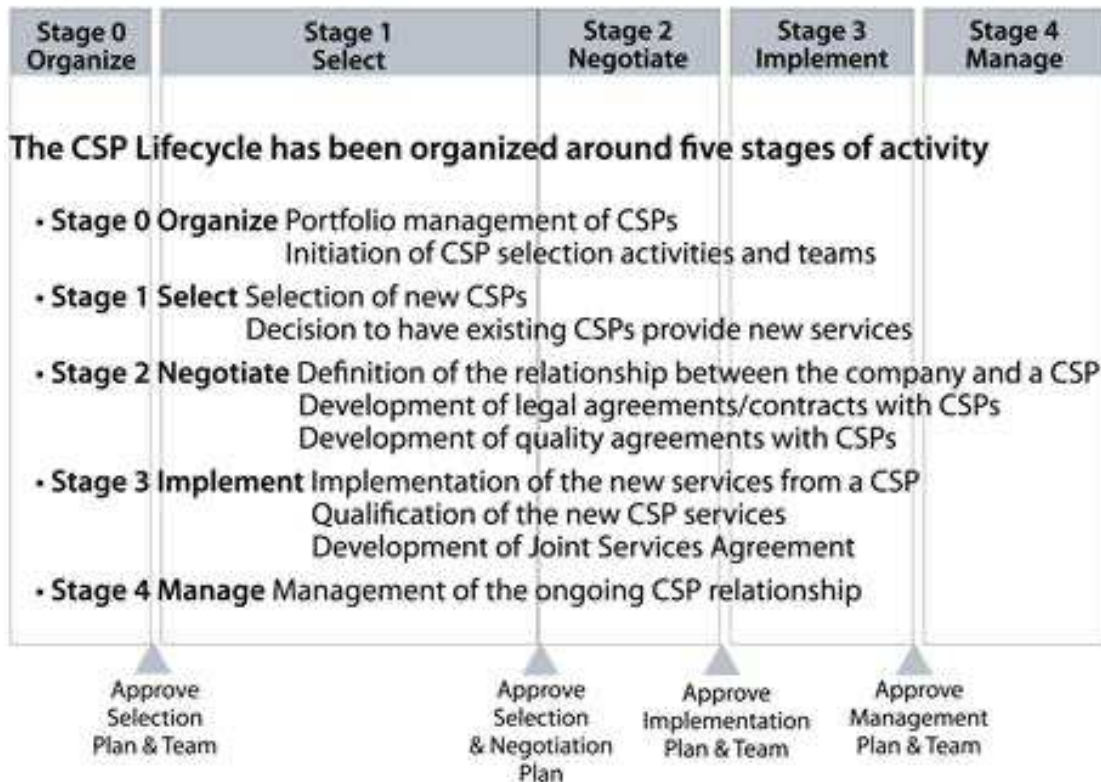 Stage 0
Organize
Stage 1
Select
Stage 2
Negotiate
Stage 3
Implement
Stage 4
Manage
The CSP Lifecycle has been organized around five stages of activity
• Stage 0 Organize Portfolio management of CSPs
Initiation of CSP selection activities and teams
• Stage 1 Select Selection of new CSPs
Decision to have existing CSPs provide new services
• Stage 2 Negotiate Definition of the relationship between the company and a CSP
Development of legal agreements/contracts with CSPs
Development of quality agreements with CSPs
• Stage 3 Implement Implementation of the new services from a CSP
Qualification of the new CSP services
Development of Joint Services Agreement
• Stage 4 Manage Management of the ongoing CSP relationship
Approve
Selection
Plan & Team
Approve
Selection
& Negotiation
Plan
Approve
Implementation
Plan & Team
Approve
Management
Plan & Team